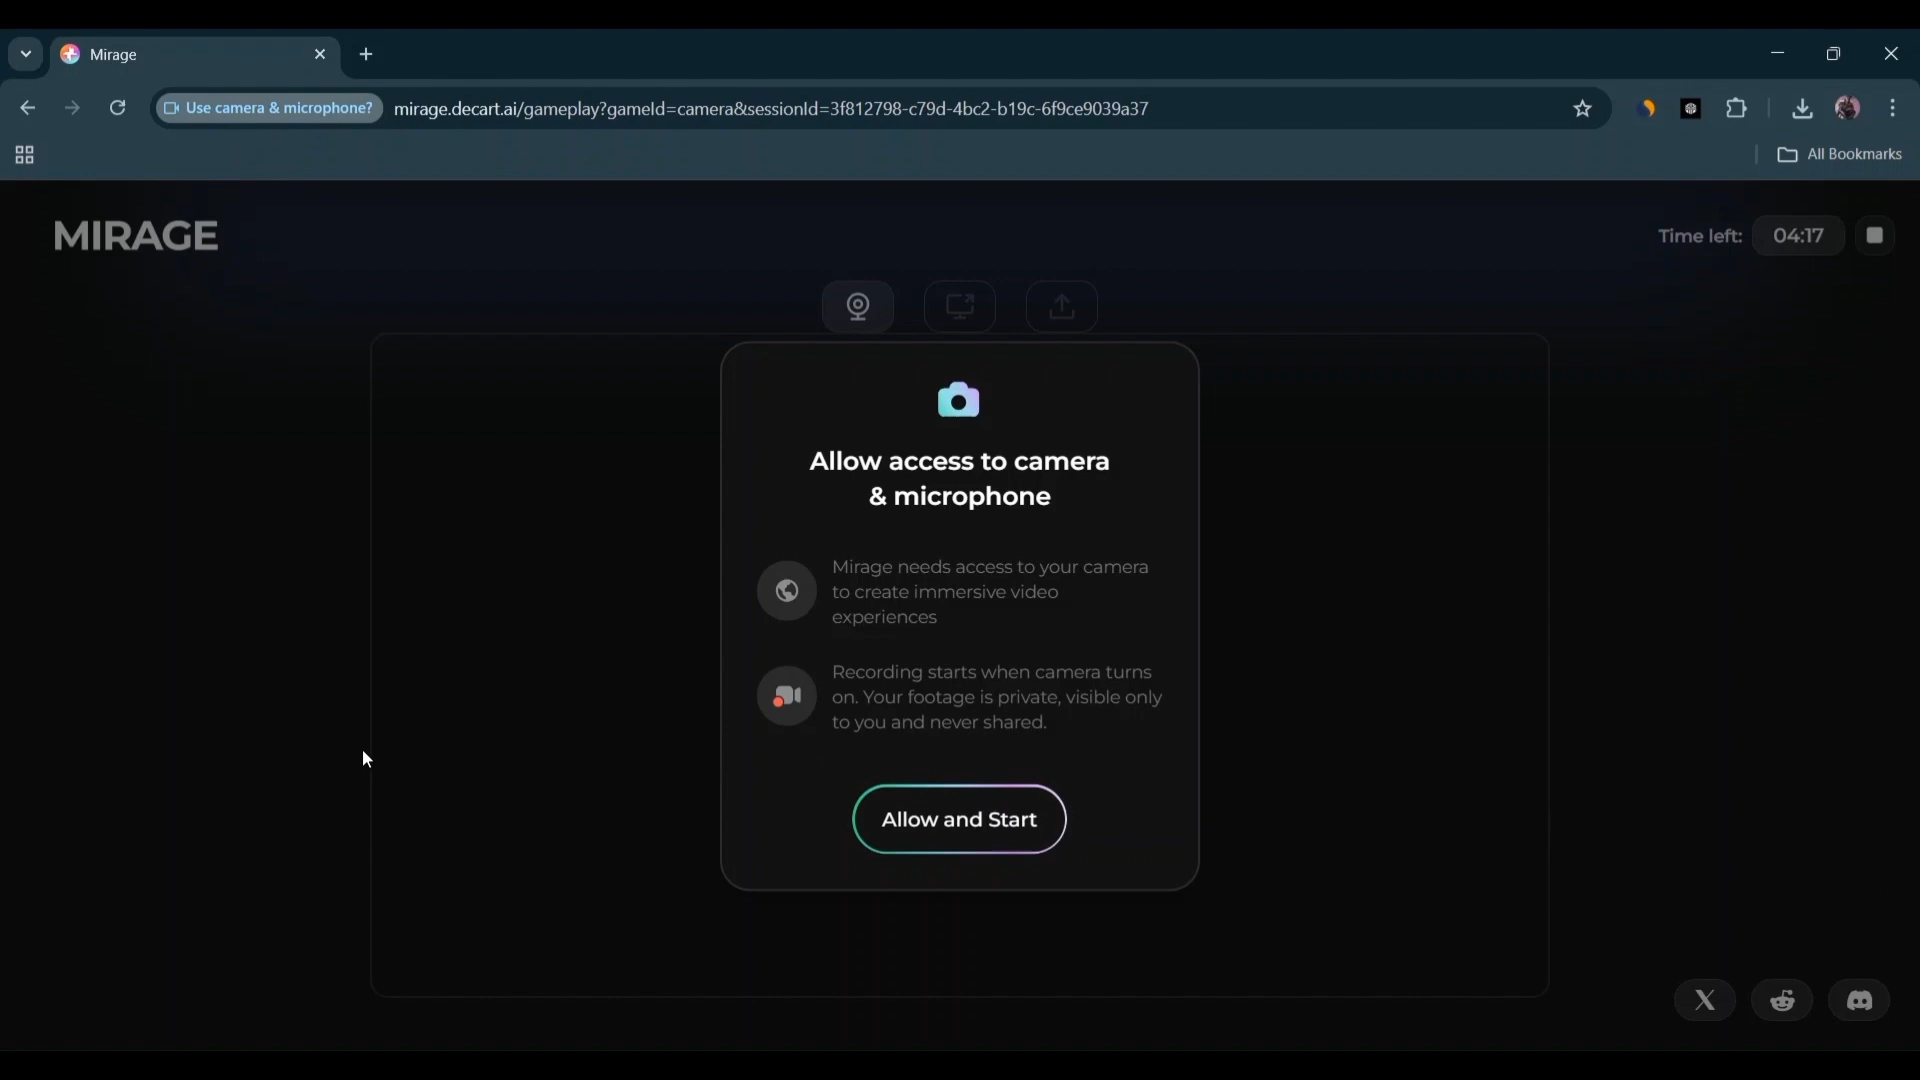 Mirage
Use camera & microphone?
mirage.decart.ai/gameplay?gameId=camera&sessionId=3f812798-c79d-4bc2-b19c-6f9ce9039a37
All Bookmarks
MIRAGE
Time left: 04:17
Allow access to camera
& microphone
Mirage needs access to your camera
to create immersive video
experiences
Recording starts when camera turns
on. Your footage is private, visible only
to you and never shared.
Allow and Start